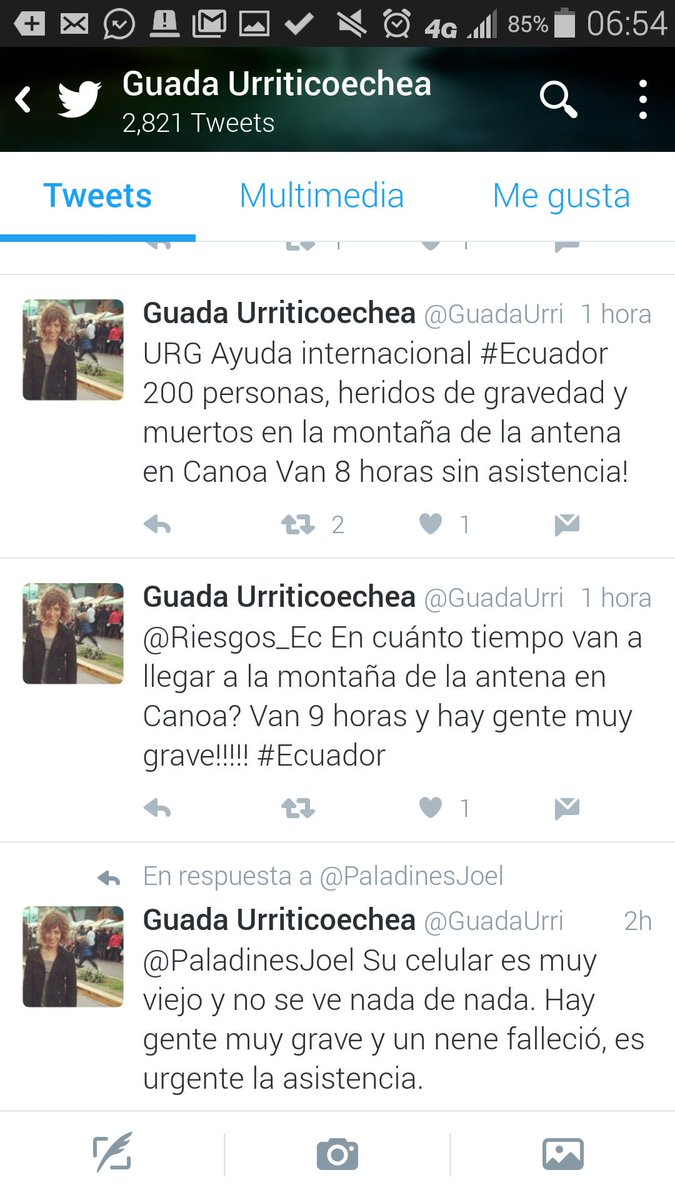 85% 06:54
4G
Guada Urriticoechea
2,821 Tweets
Tweets Multimedia Me gusta
1 1
Guada Urriticoechea @GuadaUrri 1 hora
URG Ayuda internacional #Ecuador
200 personas, heridos de gravedad y
muertos en la montaña de la antena
en Canoa Van 8 horas sin asistencia!
2 1
Guada Urriticoechea @GuadaUrri 1 hora
@Riesgos_Ec En cuánto tiempo van a
llegar a la montaña de la antena en
Canoa? Van 9 horas y hay gente muy
grave!!!!! #Ecuador
1
En respuesta a @PaladinesJoel
Guada Urriticoechea @GuadaUrri 2h
@PaladinesJoel Su celular es muy
viejo y no se ve nada de nada. Hay
gente muy grave y un nene falleció, es
urgente la asistencia.